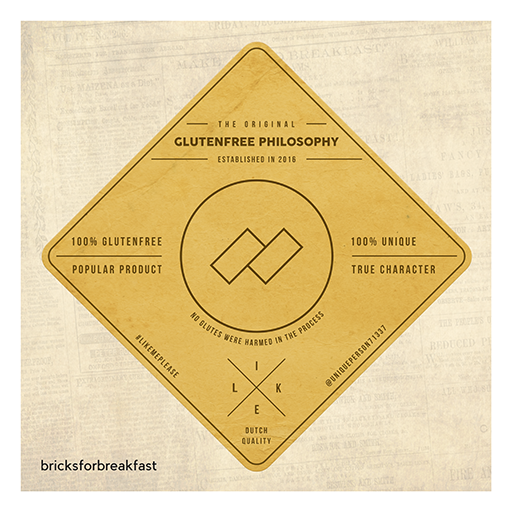 THE ORIGINAL
GLUTENFREE PHILOSOPHY
ESTABLISHED IN 2016
100% GLUTENFREE
POPULAR PRODUCT
100% UNIQUE
TRUE CHARACTER
NO GLUTES WERE HARMED IN THE PROCESS
#LIKEMEPLEASE
@UNIQUEPERSON71337
I
L K
E
DUTCH
QUALITY
bricksforbreakfast